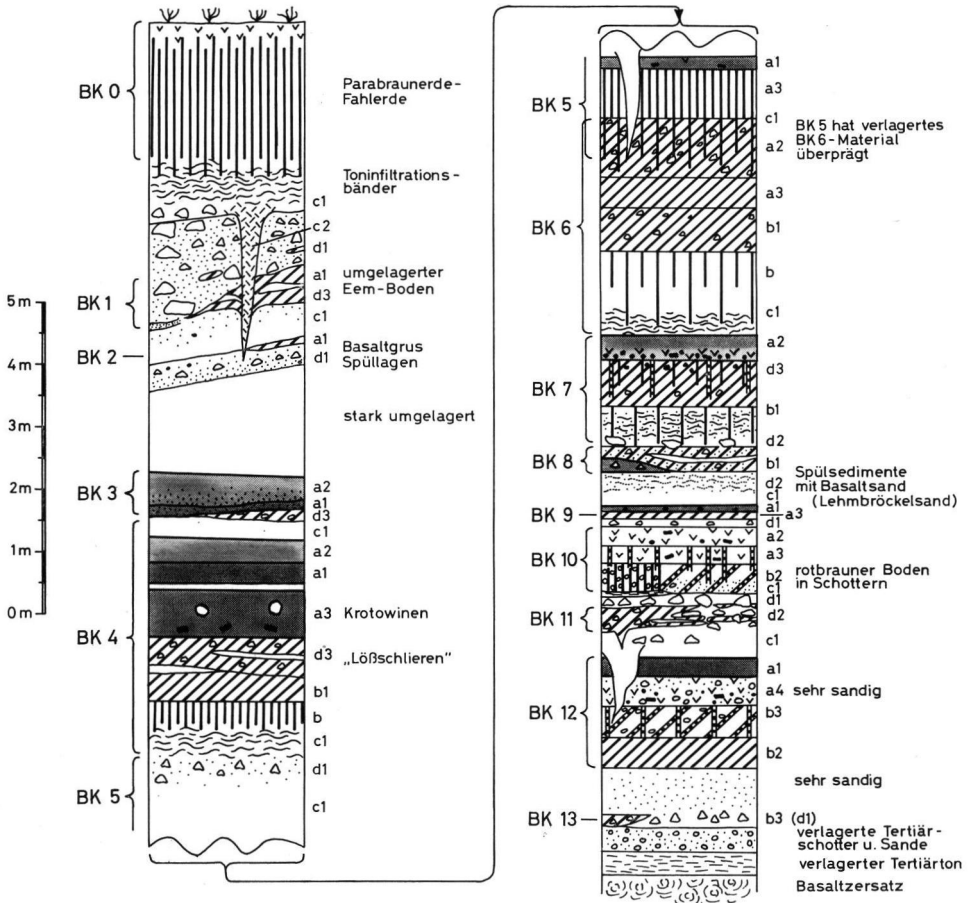 BK 0
Parabraunerde-
Fahlerde
Toninfiltrations-
bänder
c1
c2
d1
a1
umgelagerter
Eem-Boden
d3
BK 1
c1
a1
BK 2
d1
Basaltgrus
Spüllagen
stark umgelagert
5m
4m
3m
2m
1m
0m
BK 3
a2
a1
d3
c1
BK 4
a2
a1
a3 Krotowinen
d3 „Lößschlieren"
b1
b
c1
BK 5
d1
c1
BK 5
a1
a3
c1
a2
BK5 hat verlagertes
BK6-Material
überprägt
BK 6
a3
b1
b
c1
BK 7
a2
d3
b1
d2
BK 8
b1
d2
c1
Spülsedimente
mit Basaltsand
(Lehmbröckelsand)
BK 9
a1
a3
d1
BK 10
a2
a3
b2
c1
rotbrauner Boden
in Schottern
d1
BK 11
d2
c1
BK 12
a1
a4 sehr sandig
b3
b2
sehr sandig
BK 13
b3 (d1)
verlagerte Tertiär-
schotter u. Sande
verlagerter Tertiärton
Basaltzersatz